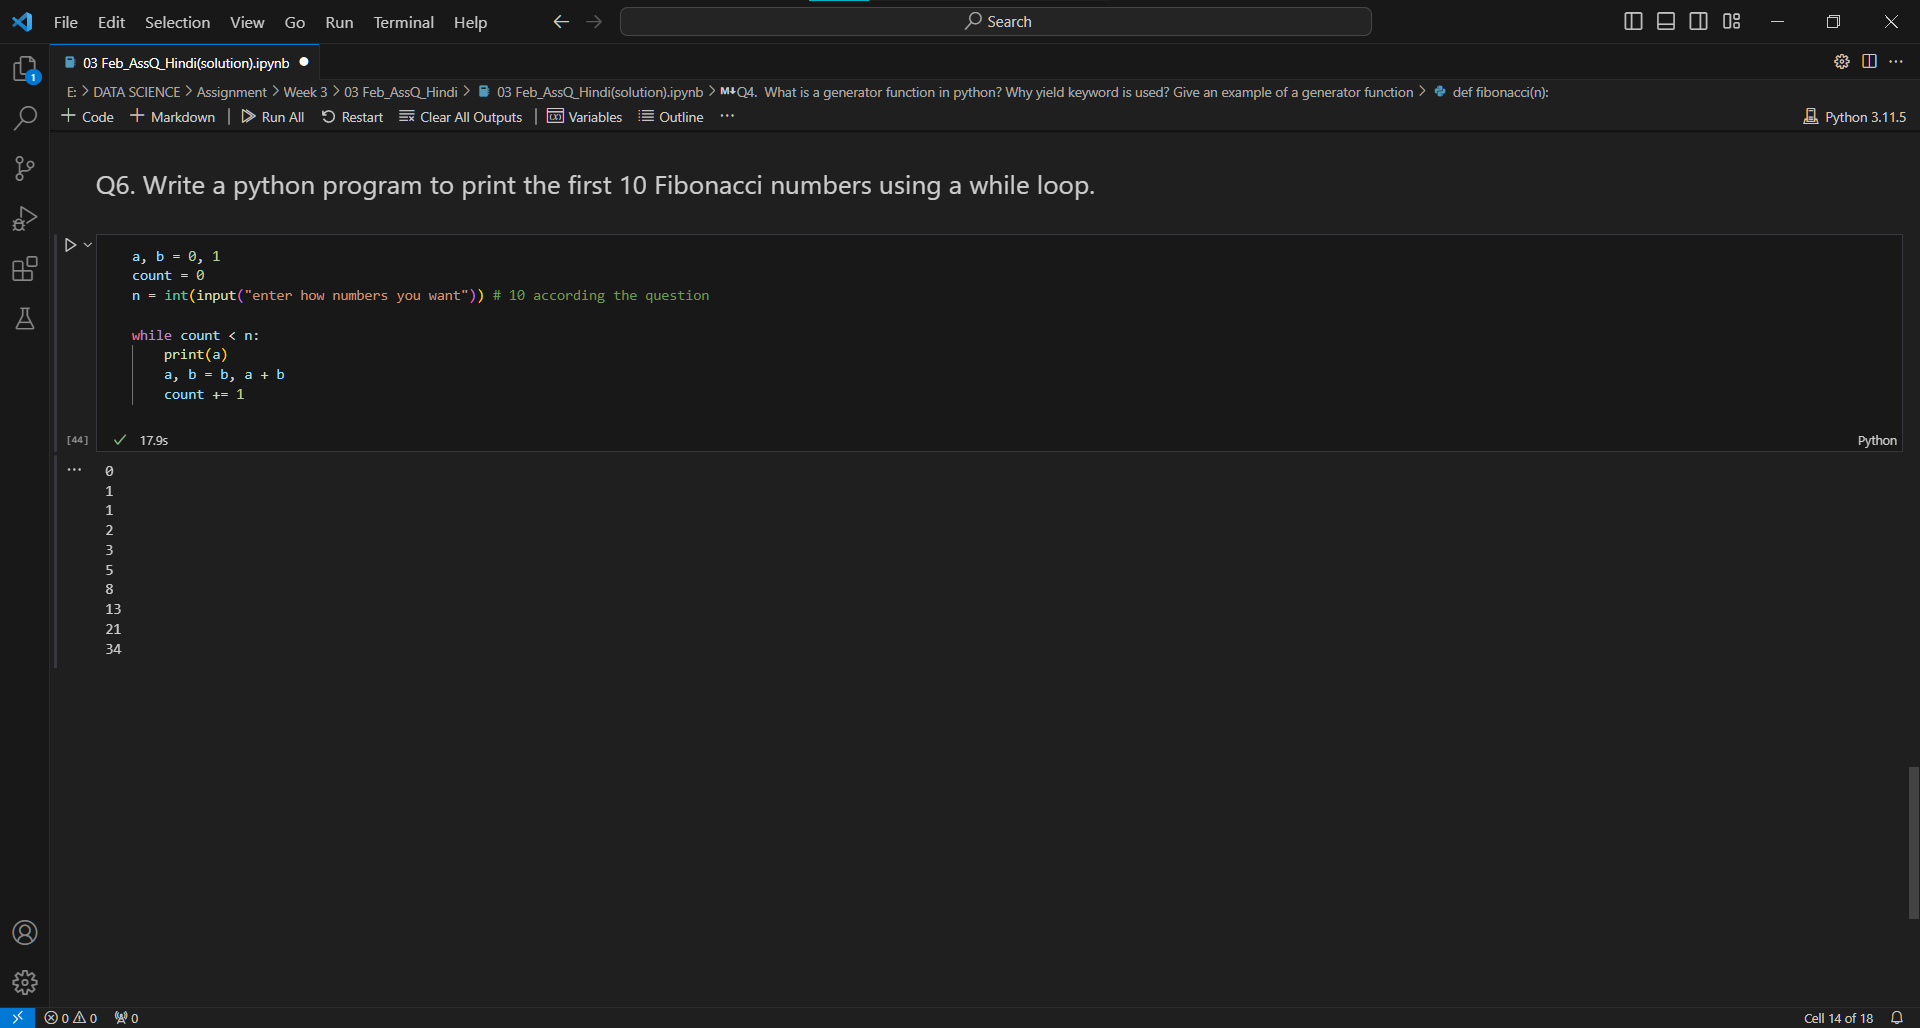 File Edit Selection View Go Run Terminal Help
Search
03 Feb_AssQ_Hindi(solution).ipynb
1
E: > DATA SCIENCE > Assignment > Week 3 > 03 Feb_AssQ_Hindi > 03 Feb_AssQ_Hindi(solution).ipynb > M↓Q4. What is a generator function in python? Why yield keyword is used? Give an example of a generator function > def fibonacci(n):
+ Code + Markdown | Run All Restart Clear All Outputs | Variables Outline ...
Python 3.11.5
Q6. Write a python program to print the first 10 Fibonacci numbers using a while loop.
a, b = 0, 1
count = 0
n = int(input("enter how numbers you want")) # 10 according the question
while count < n:
    print(a)
    a, b = b, a + b
    count += 1
[44] ✓ 17.9s
Python
... 0
1
1
2
3
5
8
13
21
34
0 0 0
Cell 14 of 18